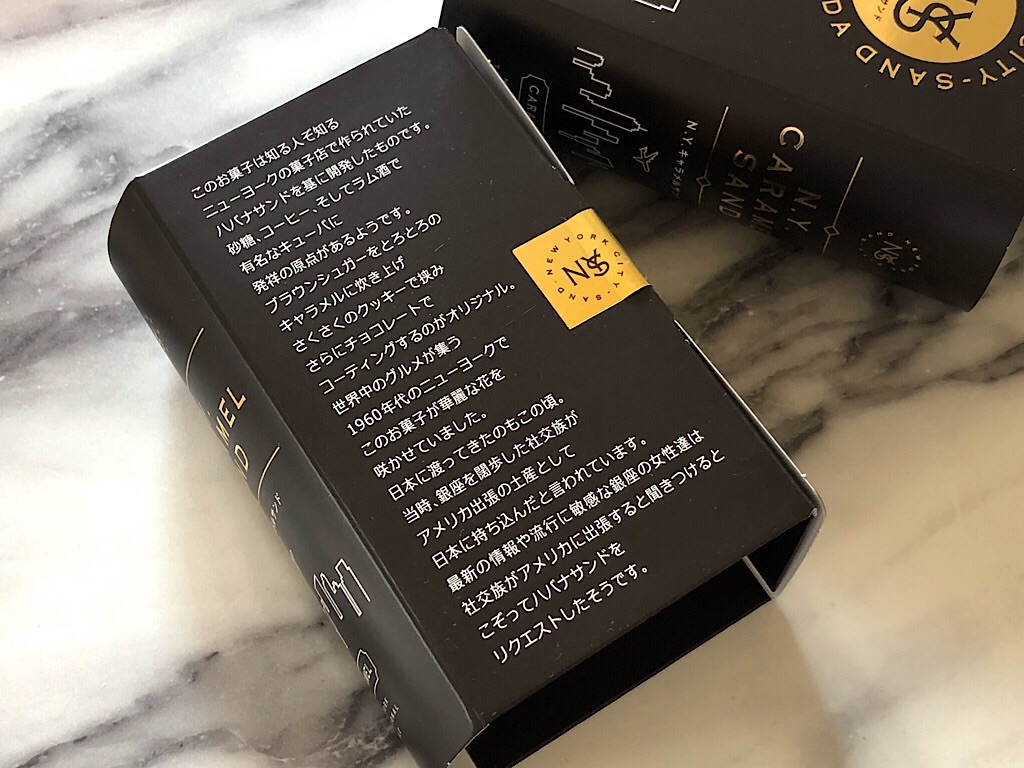 このお菓子は知る人ぞ知る
ニューヨークの菓子店で作られていた
ハバナサンドを基に開発したものです。
砂糖、コーヒー、そしてラム酒で
有名なキューバに
発祥の原点があるようです。
ブラウンシュガーをとろとろの
キャラメルに炊き上げ
さくさくのクッキーで挟み
さらにチョコレートで
コーティングするのがオリジナル。
世界中のグルメが集う
1960年代のニューヨークで
このお菓子が華麗な花を
咲かせていました。
日本に渡ってきたのもこの頃。
当時、銀座を闊歩した社交族が
アメリカ出張の土産として
日本に持ち込んだと言われています。
最新の情報や流行に敏感な銀座の女性達は
社交族がアメリカに出張すると聞きつけると
こぞってハバナサンドを
リクエストしたそうです。
NEW YORK CITY-SAND
N.Y.
CARAME
SAND
N.Y.キャラメル
CAR
ITY-SAND
MEL
D